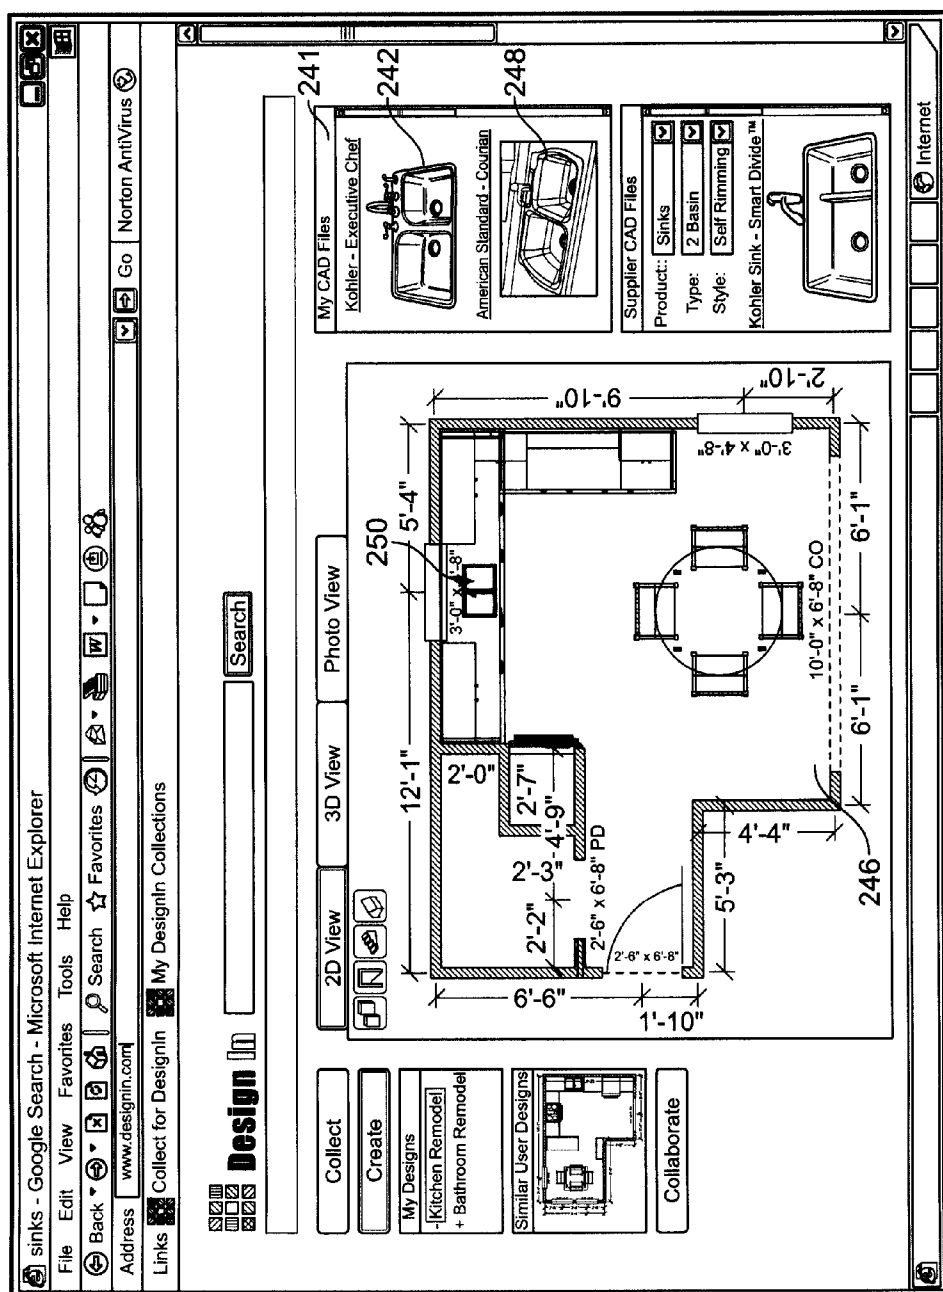 sinks - Google Search - Microsoft Internet Explorer
File Edit View Favorites Tools Help
Back Search Favorites
Address www.designin.com Go Norton AntiVirus
Links Collect for DesignIn My DesignIn Collections
Design In
Search
Collect
Create
My Designs
- Kitchen Remodel
+ Bathroom Remodel
Similar User Designs
Collaborate
2D View
3D View
Photo View
12'-1"
5'-4"
250
3'-0" x
-8"
1
6'-6"
1'-10"
2'-0"
2'-7"
4'-9"
2'-3"
2'-2"
2'-6" x 6'-8" PD
2'-6" x 6'-8"
5'-3"
4'-4"
246
10'-0" x 6'-8" CO
6'-1"
6'-1"
9'-10"
2'-10"
3'-0" x 4'-8"
My CAD Files
241
Kohler - Executive Chef
242
American Standard - Courian
248
Supplier CAD Files
Product:: Sinks
Type: 2 Basin
Style: Self Rimming
Kohler Sink - Smart Divide™
Internet